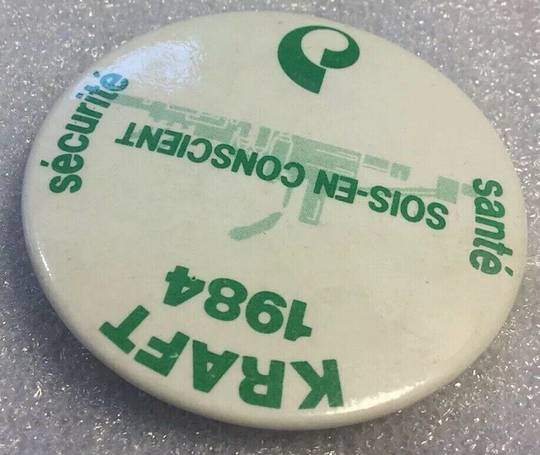 KRAFT
1984
SOIS-EN CONSCIENT
santé
sécurité